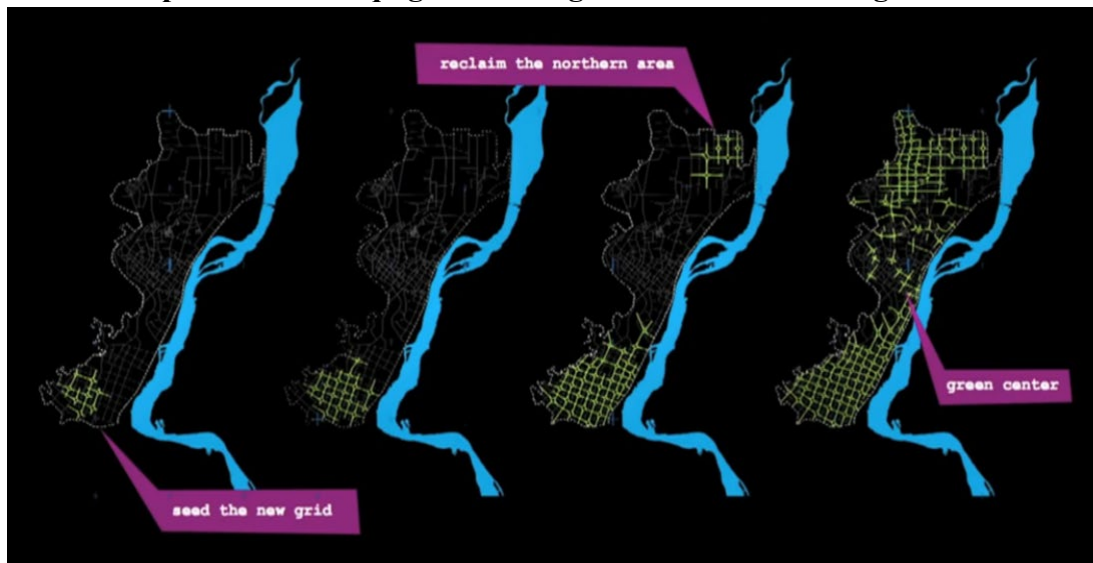 reclaim the northern area
green center
seed the new grid